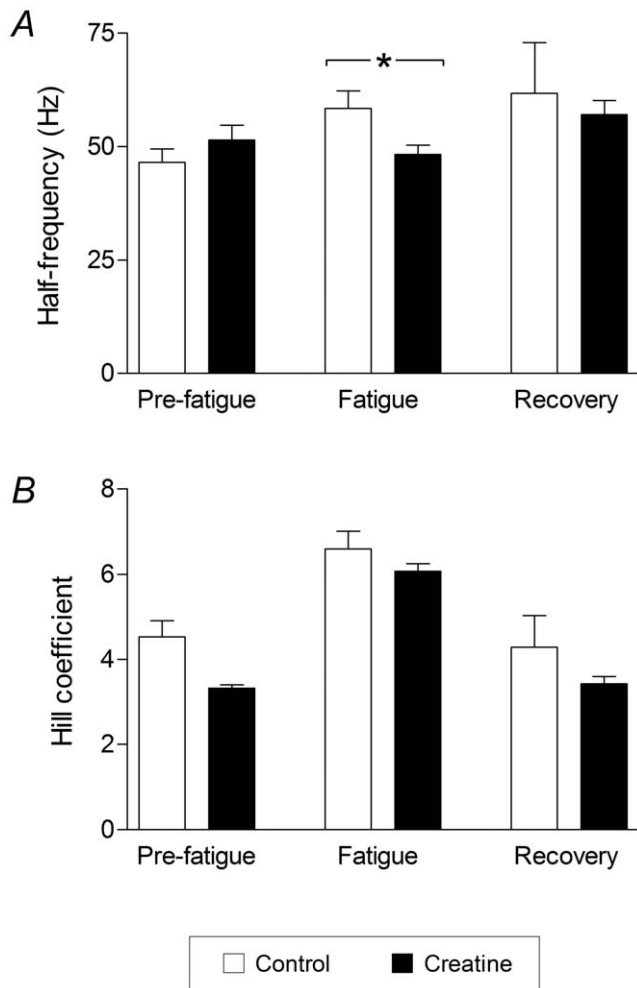 A
75
50
25
0
Half-frequency (Hz)
*
Pre-fatigue Fatigue Recovery
B
8
6
4
2
0
Hill coefficient
Pre-fatigue Fatigue Recovery
Control Creatine